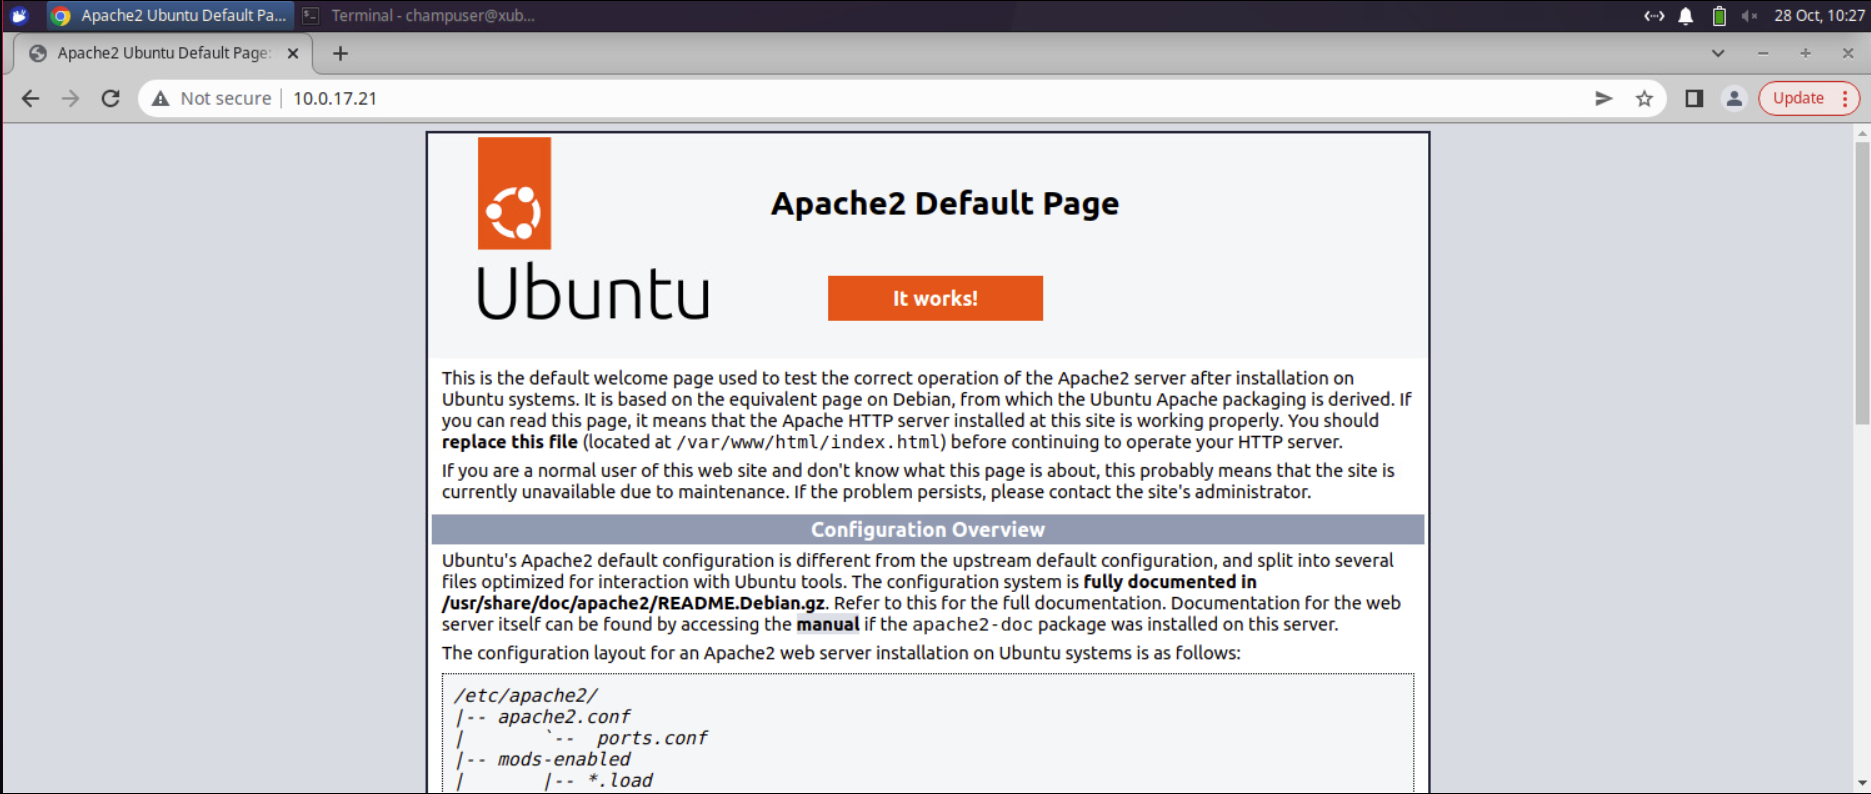 Apache2 Ubuntu Default Pa...
Terminal - champuser@xub...
28 Oct, 10:27
Apache2 Ubuntu Default Page:
Not secure
10.0.17.21
Update
Apache2 Default Page
Ubuntu
It works!
This is the default welcome page used to test the correct operation of the Apache2 server after installation on
Ubuntu systems. It is based on the equivalent page on Debian, from which the Ubuntu Apache packaging is derived. If
you can read this page, it means that the Apache HTTP server installed at this site is working properly. You should
replace this file (located at /var/www/html/index.html) before continuing to operate your HTTP server.
If you are a normal user of this web site and don't know what this page is about, this probably means that the site is
currently unavailable due to maintenance. If the problem persists, please contact the site's administrator.
Configuration Overview
Ubuntu's Apache2 default configuration is different from the upstream default configuration, and split into several
files optimized for interaction with Ubuntu tools. The configuration system is fully documented in
/usr/share/doc/apache2/README.Debian.gz. Refer to this for the full documentation. Documentation for the web
server itself can be found by accessing the manual if the apache2-doc package was installed on this server.
The configuration layout for an Apache2 web server installation on Ubuntu systems is as follows:
/etc/apache2/
|-- apache2.conf
|       `--  ports.conf
|-- mods-enabled
|       |-- *.load